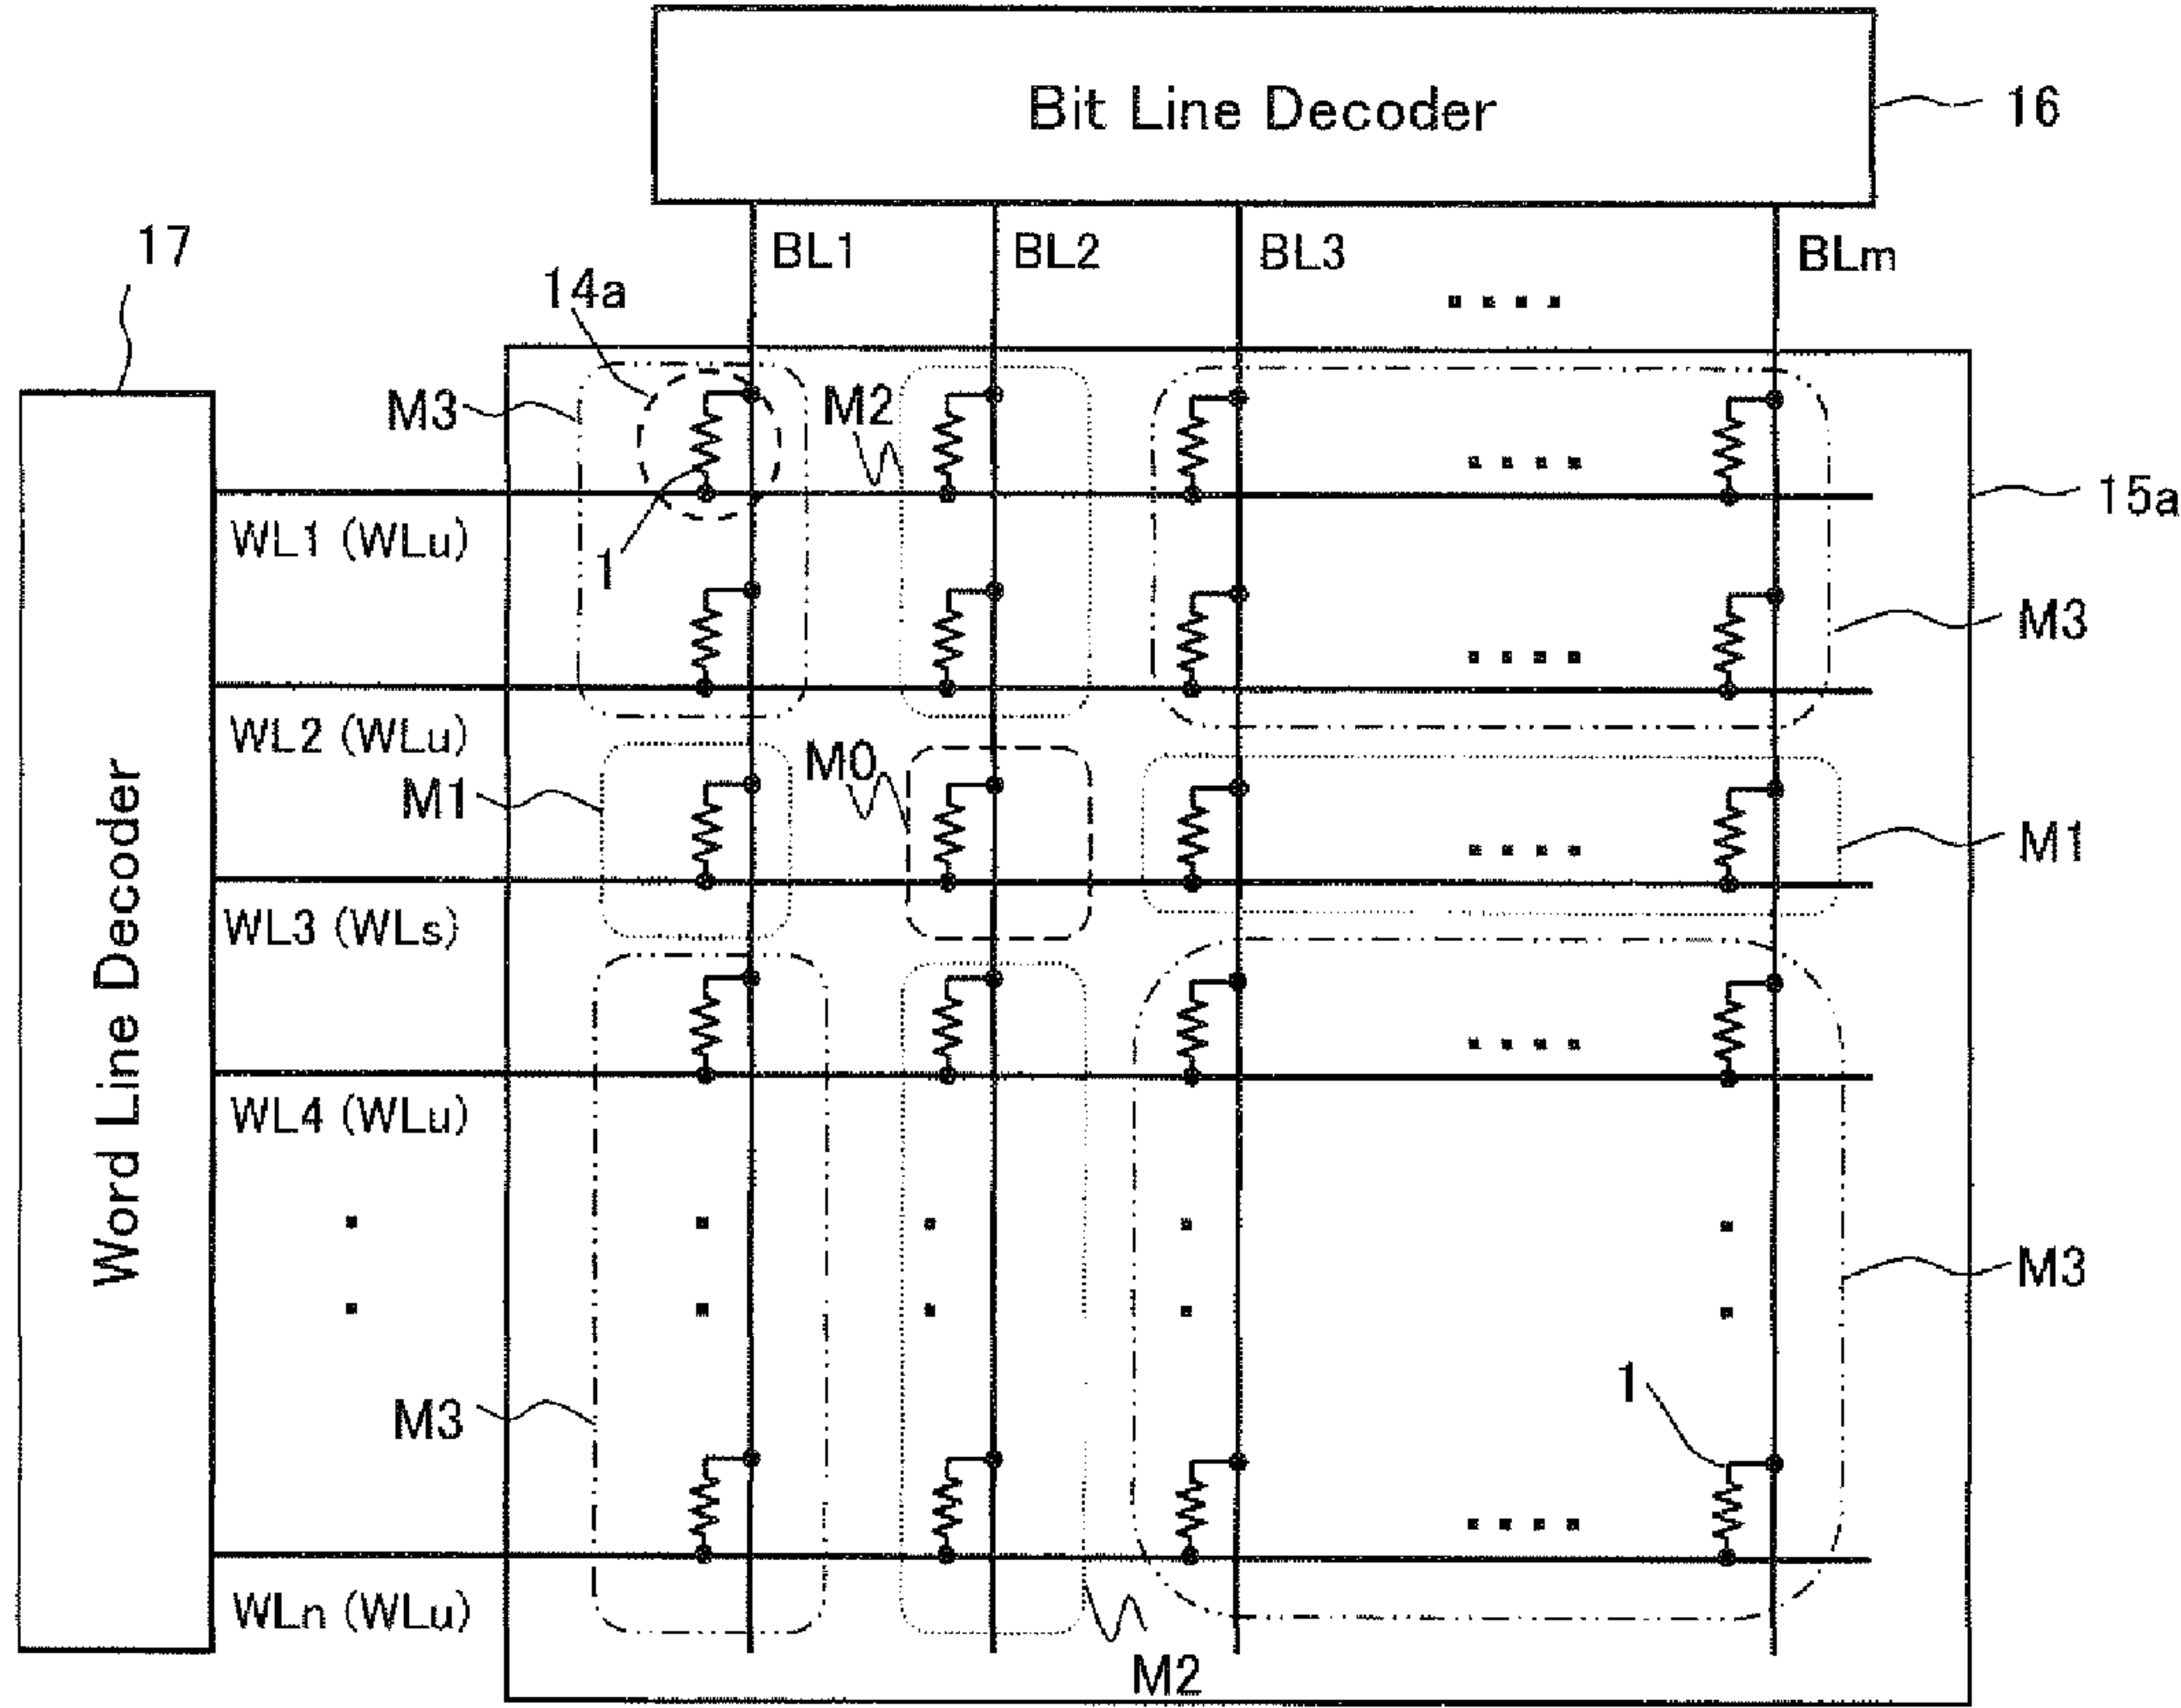 Bit Line Decoder
16
17
BL1
BL2
BL3
BLm
14a
M3
M2
15a
WL1 (WLu)
1
M3
WL2 (WLu)
M0
M1
M1
WL3 (WLs)
Word Line Decoder
WL4 (WLu)
M3
1
M3
WLn (WLu)
M2